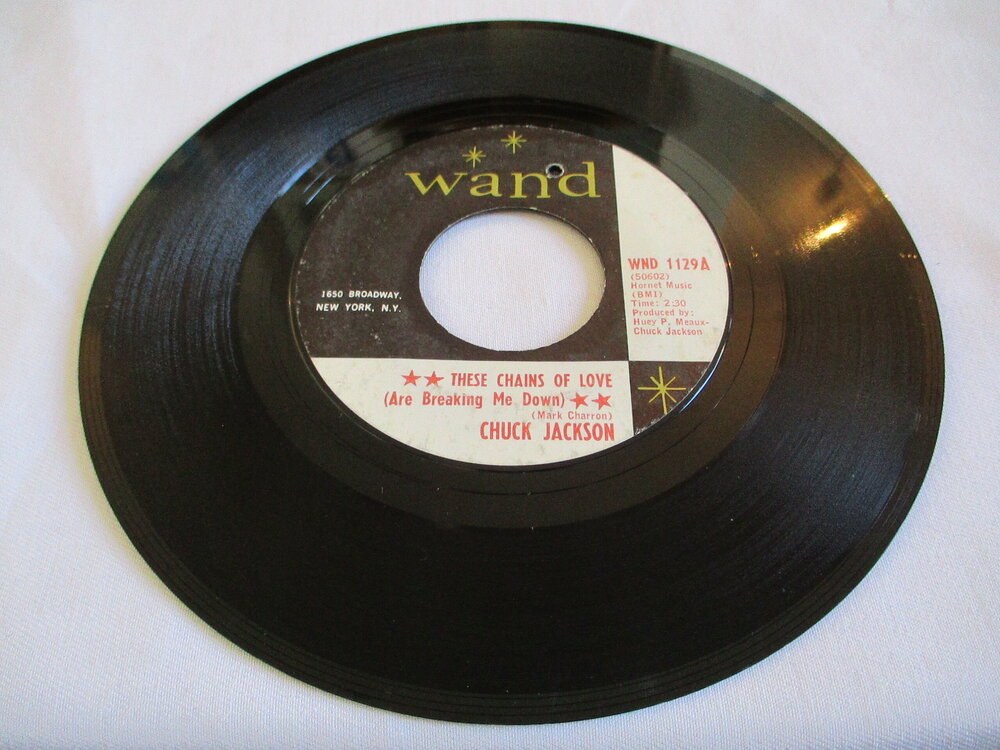 wand
1650 BROADWAY,
NEW YORK, N.Y.
WND 1129A
(50602)
Hornet Music
(BMI)
Time: 2:30
Produced by:
Huey P. Meaux-
Chuck Jackson
★★ THESE CHAINS OF LOVE
(Are Breaking Me Down) ★★
(Mark Charron)
CHUCK JACKSON